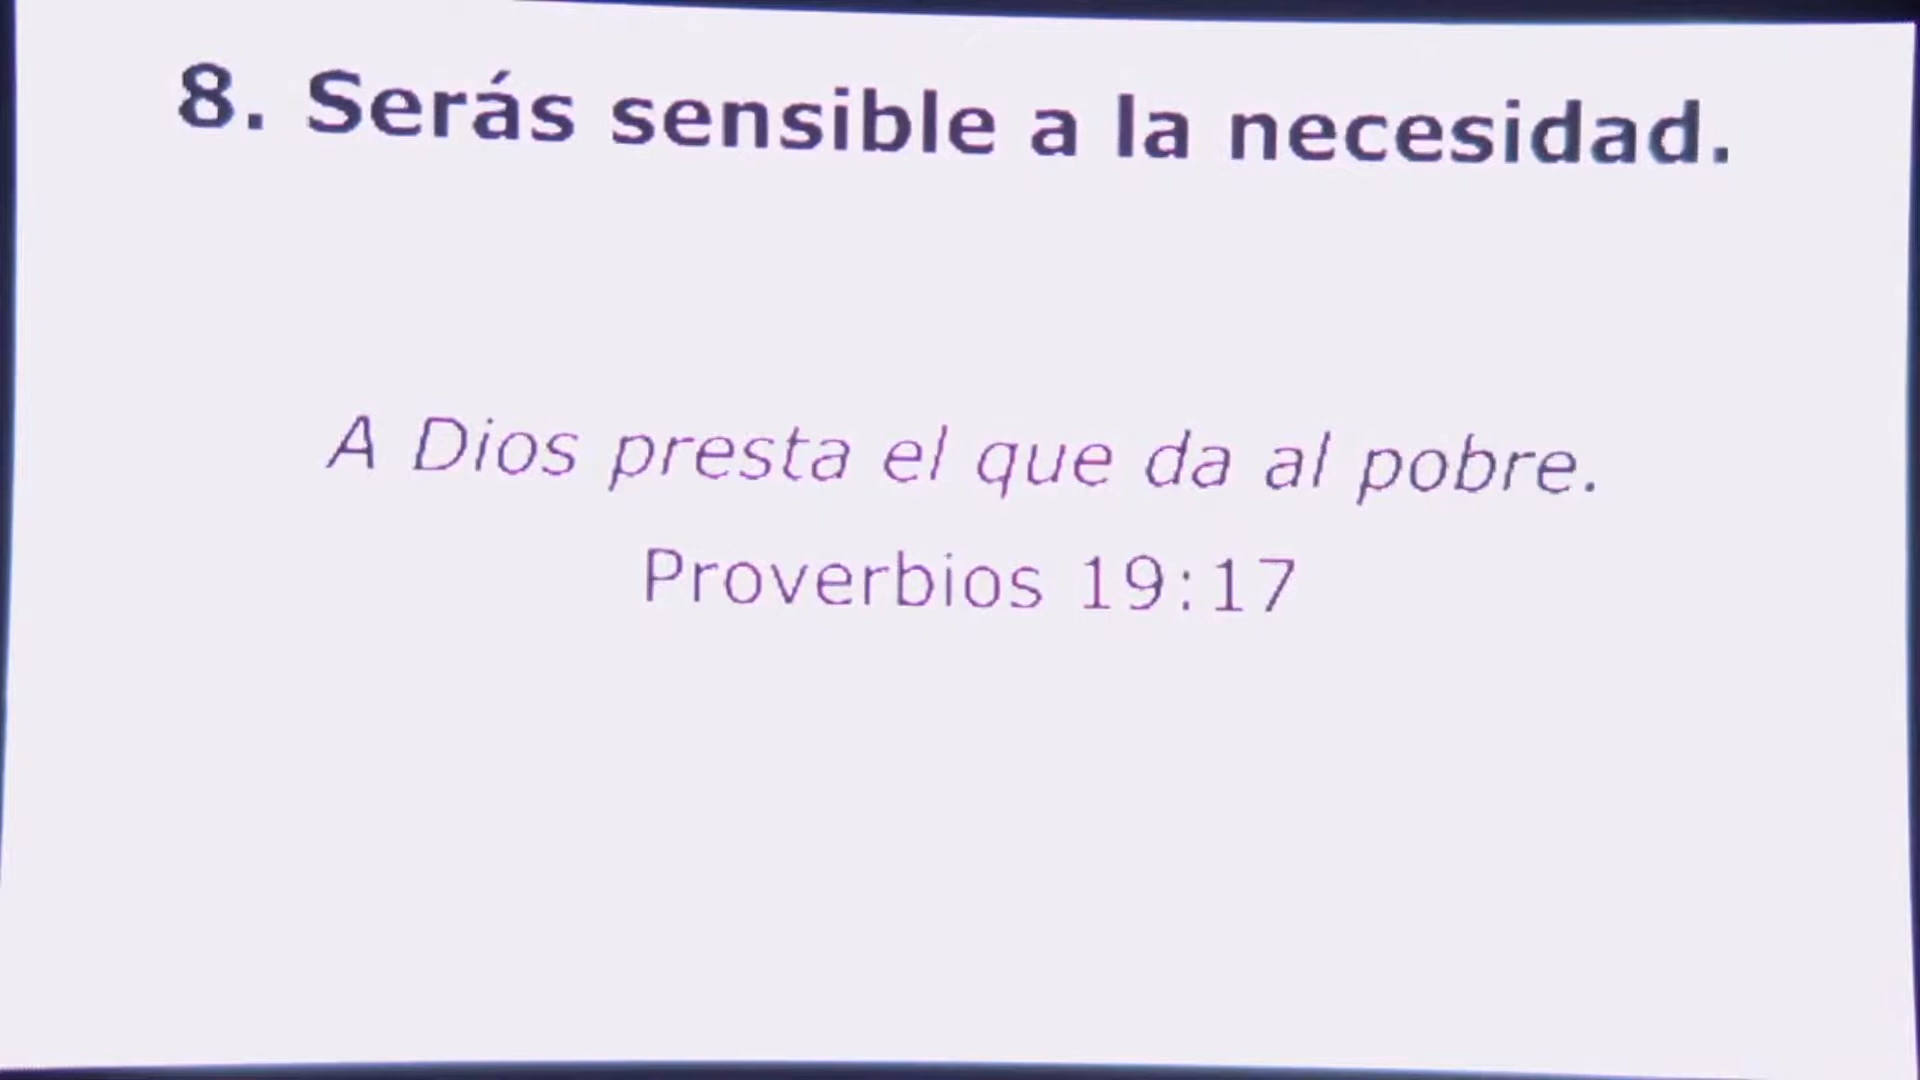 8. Serás sensible a la necesidad.
A Dios presta el que da al pobre.
Proverbios 19:17